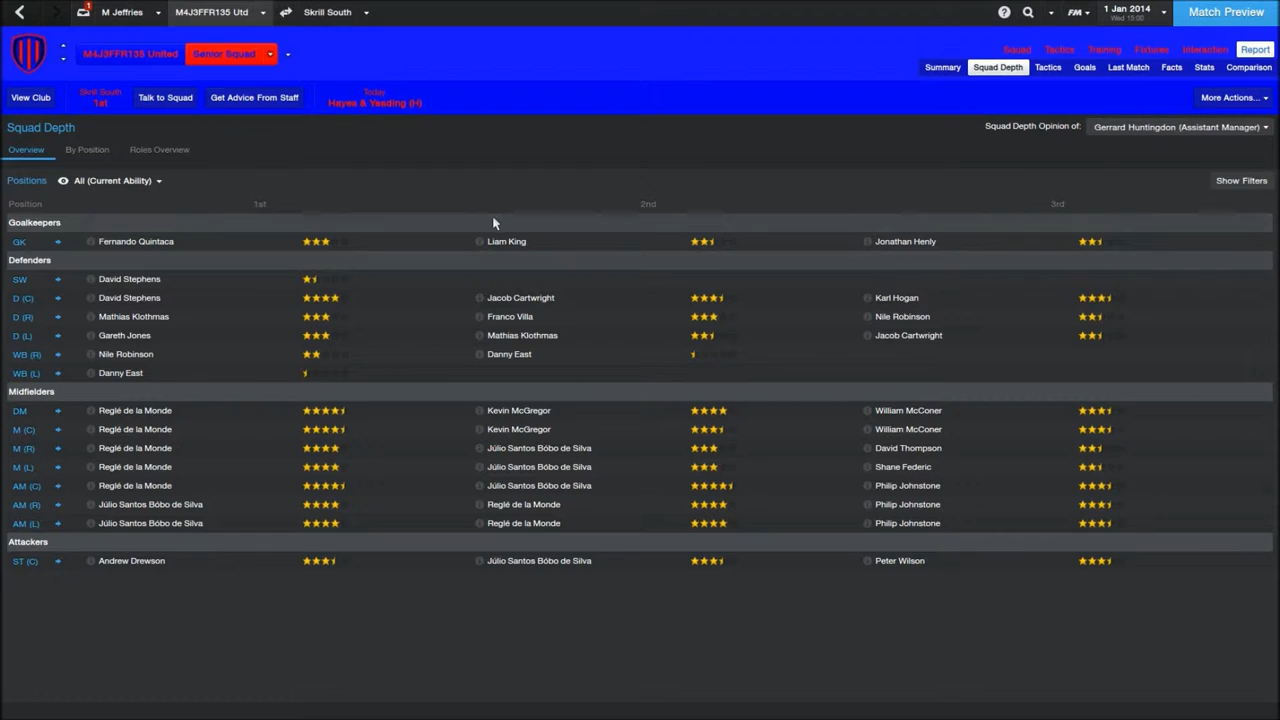 1 M Jeffries M4J3FFR135 Utd Skrill South ? FM 1 Jan 2014 Wed 15:00 Match Preview
M4J3FFR135 United Senior Squad Squad Tactics Training Fixtures Interaction Report
Summary Squad Depth Tactics Goals Last Match Facts Stats Comparison
View Club Skrill South 1st Talk to Squad Get Advice From Staff Today Hayes & Yeading (H) More Actions...
Squad Depth Squad Depth Opinion of: Gerrard Huntingdon (Assistant Manager)
Overview By Position Roles Overview
Positions All (Current Ability) Show Filters
Position 1st 2nd 3rd
Goalkeepers
GK Fernando Quintaca Liam King Jonathan Henly
Defenders
SW David Stephens
D (C) David Stephens Jacob Cartwright Karl Hogan
D (R) Mathias Klothmas Franco Villa Nile Robinson
D (L) Gareth Jones Mathias Klothmas Jacob Cartwright
WB (R) Nile Robinson Danny East
WB (L) Danny East
Midfielders
DM Reglé de la Monde Kevin McGregor William McConer
M (C) Reglé de la Monde Kevin McGregor William McConer
M (R) Reglé de la Monde Júlio Santos Bóbo de Silva David Thompson
M (L) Reglé de la Monde Júlio Santos Bóbo de Silva Shane Federic
AM (C) Reglé de la Monde Júlio Santos Bóbo de Silva Philip Johnstone
AM (R) Júlio Santos Bóbo de Silva Reglé de la Monde Philip Johnstone
AM (L) Júlio Santos Bóbo de Silva Reglé de la Monde Philip Johnstone
Attackers
ST (C) Andrew Drewson Júlio Santos Bóbo de Silva Peter Wilson